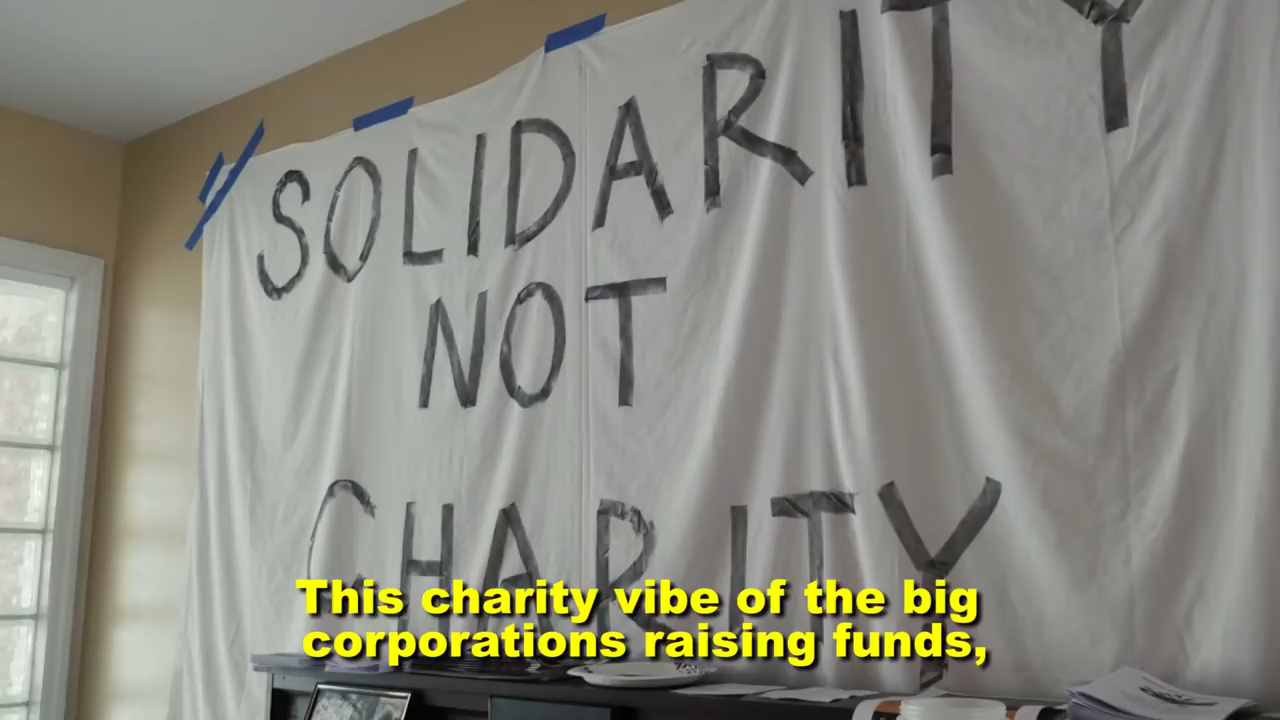 SOLIDARITY
NOT
CHARITY
This charity vibe of the big
corporations raising funds,